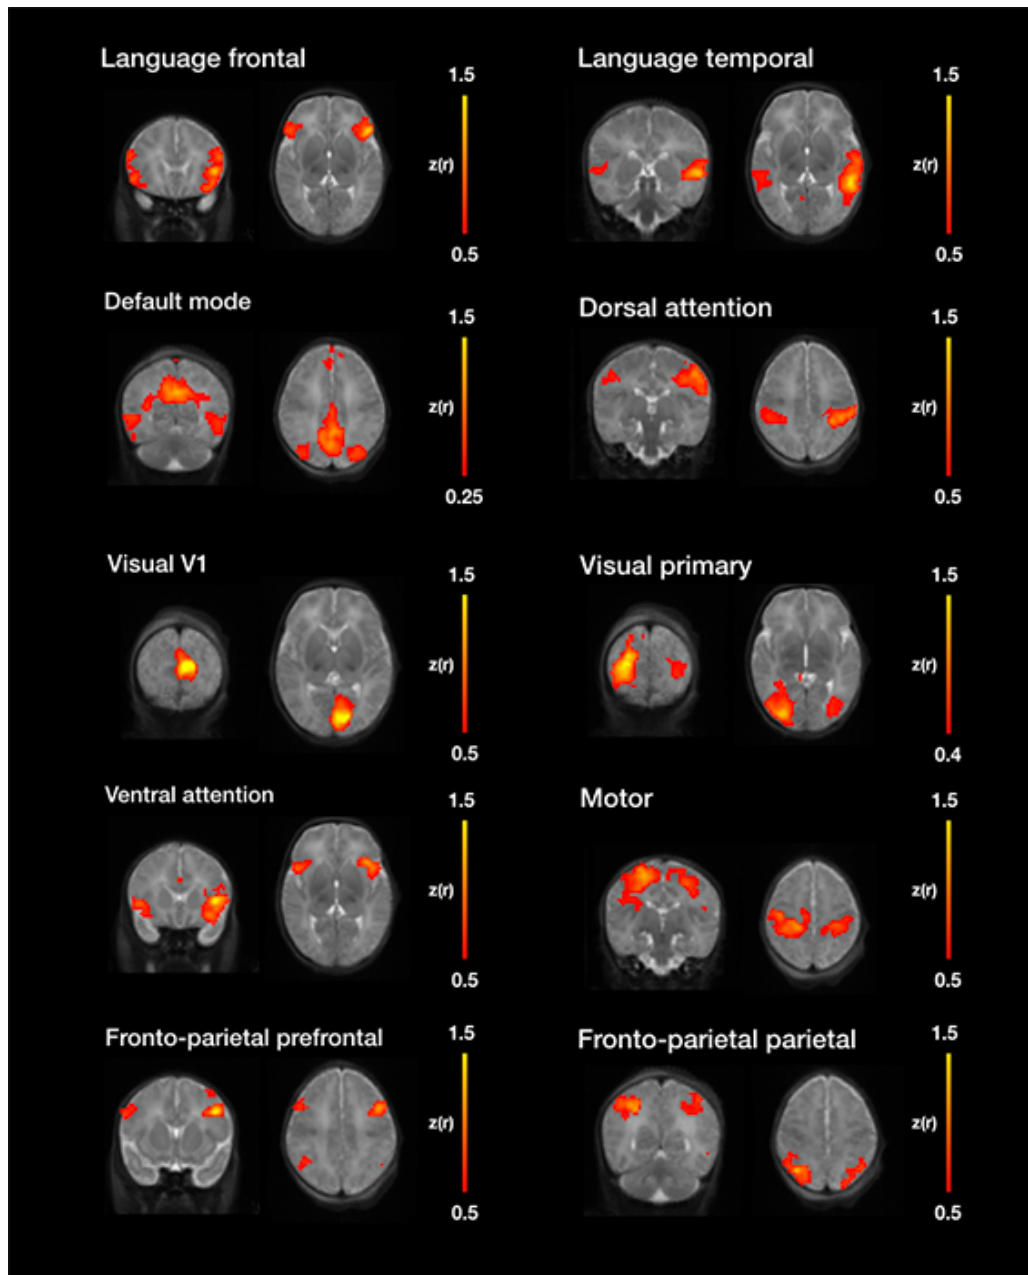 Language frontal
1.5
z(r)
0.5
Language temporal
1.5
z(r)
0.5
Default mode
1.5
z(r)
0.25
Dorsal attention
1.5
z(r)
0.5
Visual V1
1.5
z(r)
0.5
Visual primary
1.5
z(r)
0.4
Ventral attention
1.5
z(r)
0.5
Motor
1.5
z(r)
0.5
Fronto-parietal prefrontal
1.5
z(r)
0.5
Fronto-parietal parietal
1.5
z(r)
0.5